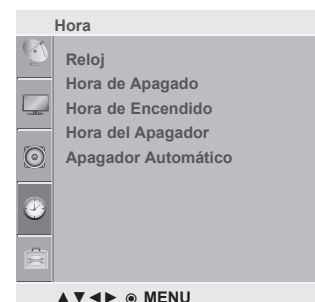 Hora
Reloj
Hora de Apagado
Hora de Encendido
Hora del Apagador
Apagador Automático
▲▼◄► ◉ MENU